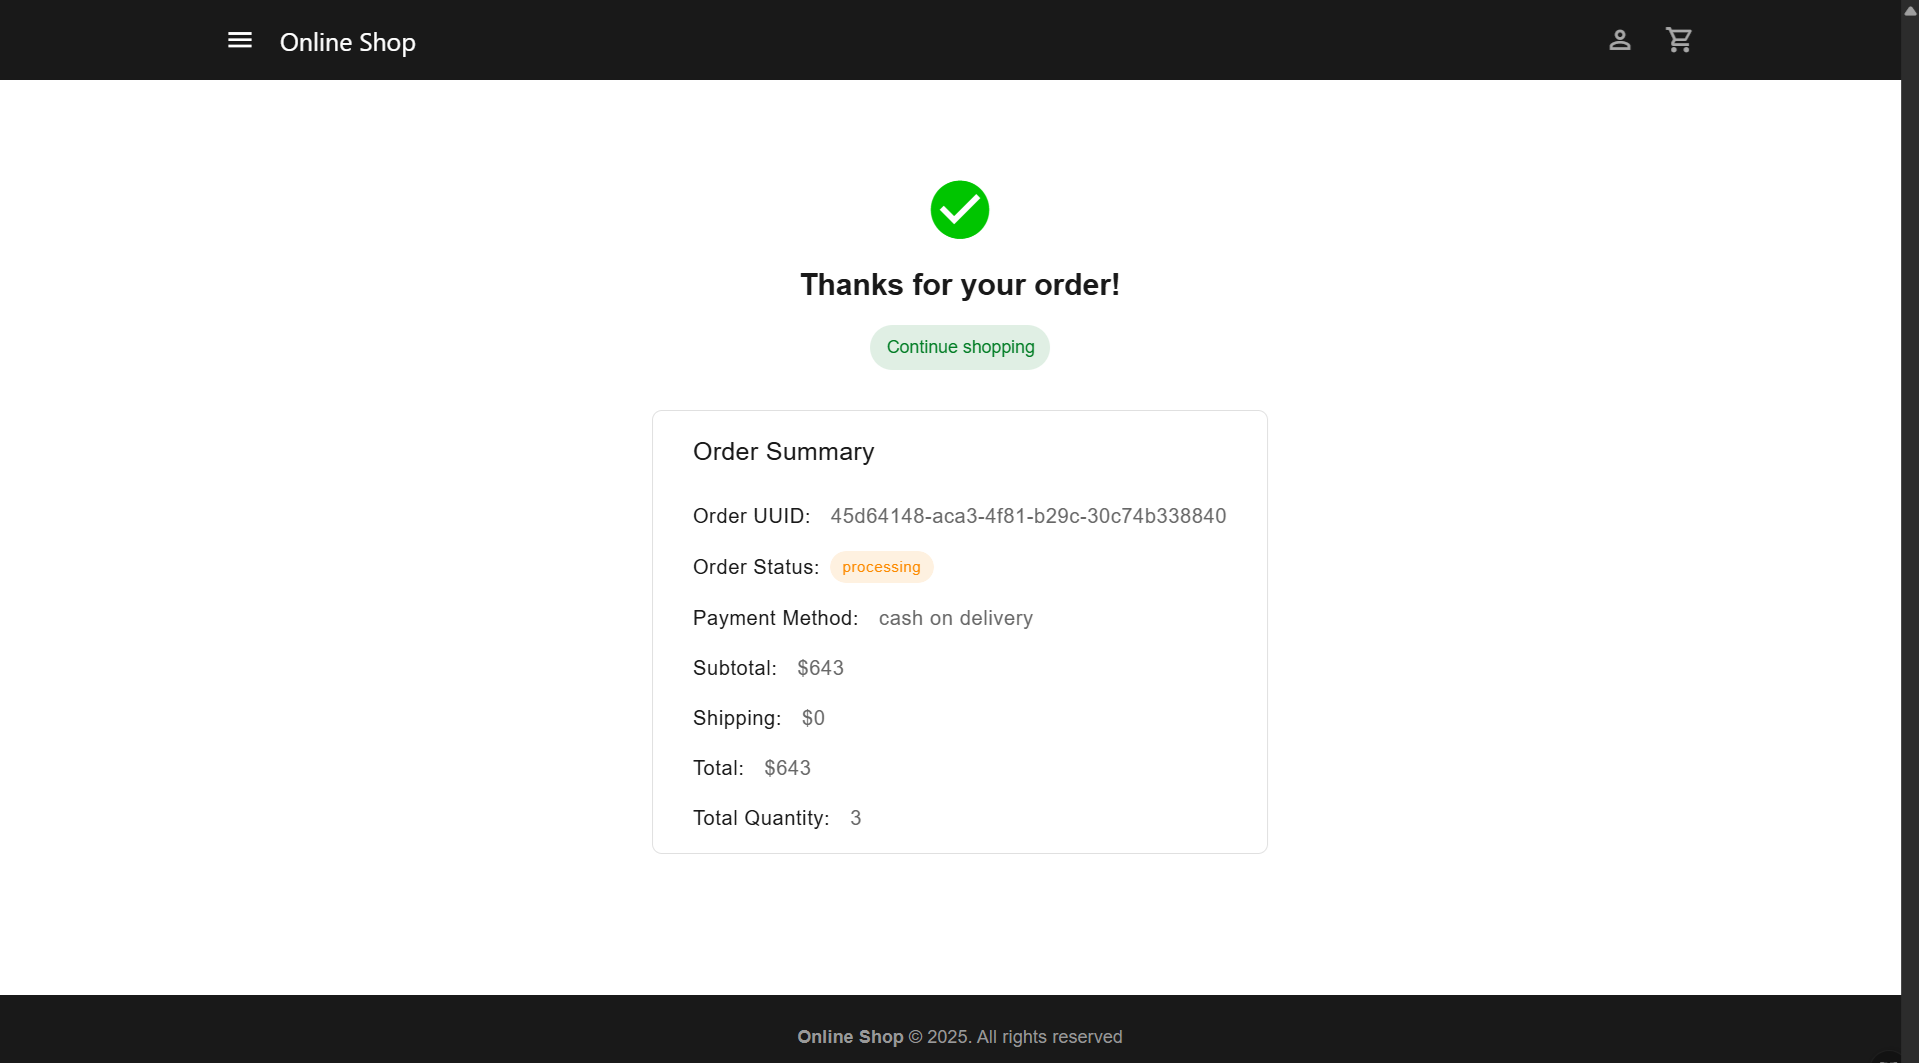 Online Shop
Thanks for your order!
Continue shopping
Order Summary
Order UUID: 45d64148-aca3-4f81-b29c-30c74b338840
Order Status: processing
Payment Method: cash on delivery
Subtotal: $643
Shipping: $0
Total: $643
Total Quantity: 3
Online Shop © 2025. All rights reserved